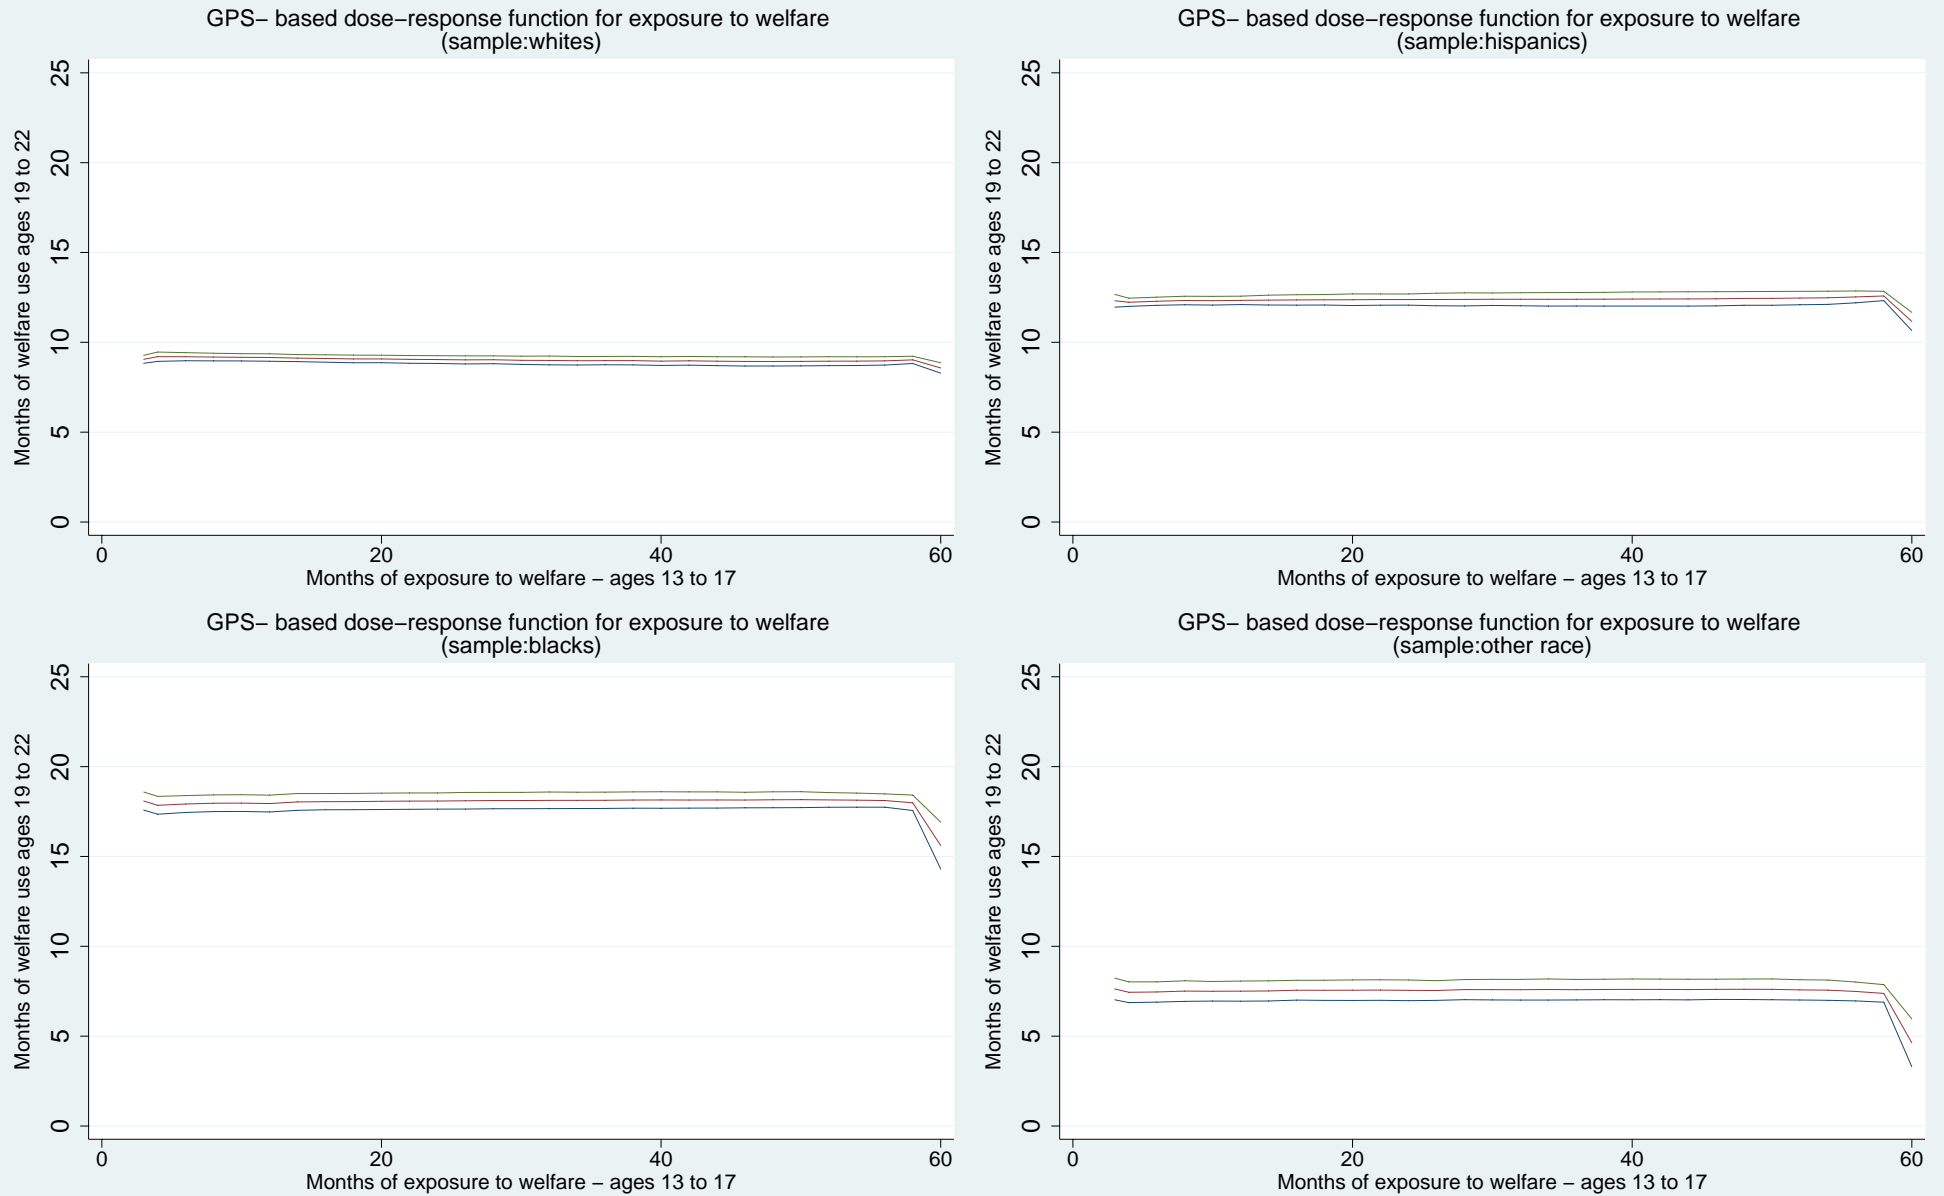 GPS− based dose−response function for exposure to welfare
(sample:whites)
Months of welfare use ages 19 to 22
25
20
15
10
5
0
0 20 40 60
Months of exposure to welfare − ages 13 to 17
GPS− based dose−response function for exposure to welfare
(sample:hispanics)
Months of welfare use ages 19 to 22
25
20
15
10
5
0
0 20 40 60
Months of exposure to welfare − ages 13 to 17
GPS− based dose−response function for exposure to welfare
(sample:blacks)
Months of welfare use ages 19 to 22
25
20
15
10
5
0
0 20 40 60
Months of exposure to welfare − ages 13 to 17
GPS− based dose−response function for exposure to welfare
(sample:other race)
Months of welfare use ages 19 to 22
25
20
15
10
5
0
0 20 40 60
Months of exposure to welfare − ages 13 to 17